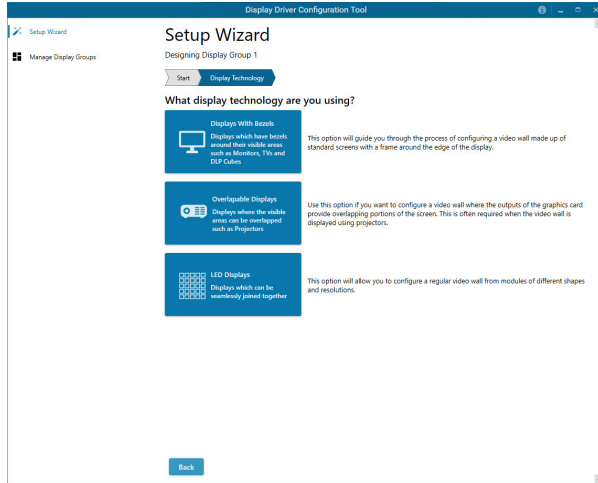 Display Driver Configuration Tool
Setup Wizard
Manage Display Groups
Setup Wizard
Designing Display Group 1
Start
Display Technology
What display technology are you using?
Displays With Bezels
Displays which have bezels
around their visible areas
such as Monitors, TVs and
DLP Cubes
This option will guide you through the process of configuring a video wall made up of
standard screens with a frame around the edge of the display.
Overlapable Displays
Displays where the visible
areas can be overlapped
such as Projectors
Use this option if you want to configure a video wall where the outputs of the graphics card
provide overlapping portions of the screen. This is often required when the video wall is
displayed using projectors.
LED Displays
Displays which can be
seamlessly joined together
This option will allow you to configure a regular video wall from modules of different shapes
and resolutions.
Back